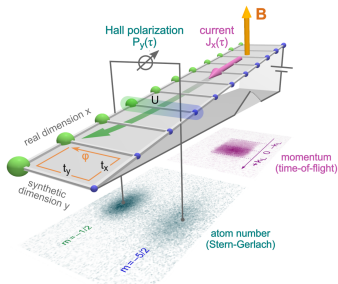 Hall polarization
P_y(τ)
current
J_x(τ)
B
U
real dimension x
φ
t_y
t_x
synthetic
dimension y
-π 0 π
momentum
(time-of-flight)
atom number
(Stern-Gerlach)
m=-1/2
m=-5/2